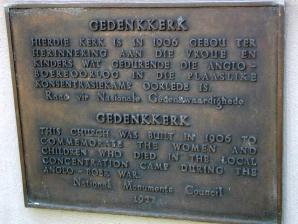 GEDENKKERK
HIERDIE KERK IS IN 1906 GEBOU TER
HERINNERING AAN DIE VROUE EN
KINDERS WAT GEDURENDE DIE ANGLO-
BOEREOORLOG IN DIE PLAASLIKE
KONSENTRASIEKAMP OORLEDE IS.
Raad vir Nasionale Gedenkwaardighede
GEDENKKERK
THIS CHURCH WAS BUILT IN 1906 TO
COMMEMORATE THE WOMEN AND
CHILDREN WHO DIED IN THE LOCAL
CONCENTRATION CAMP DURING THE
ANGLO-BOER WAR.
National Monuments Council
1977